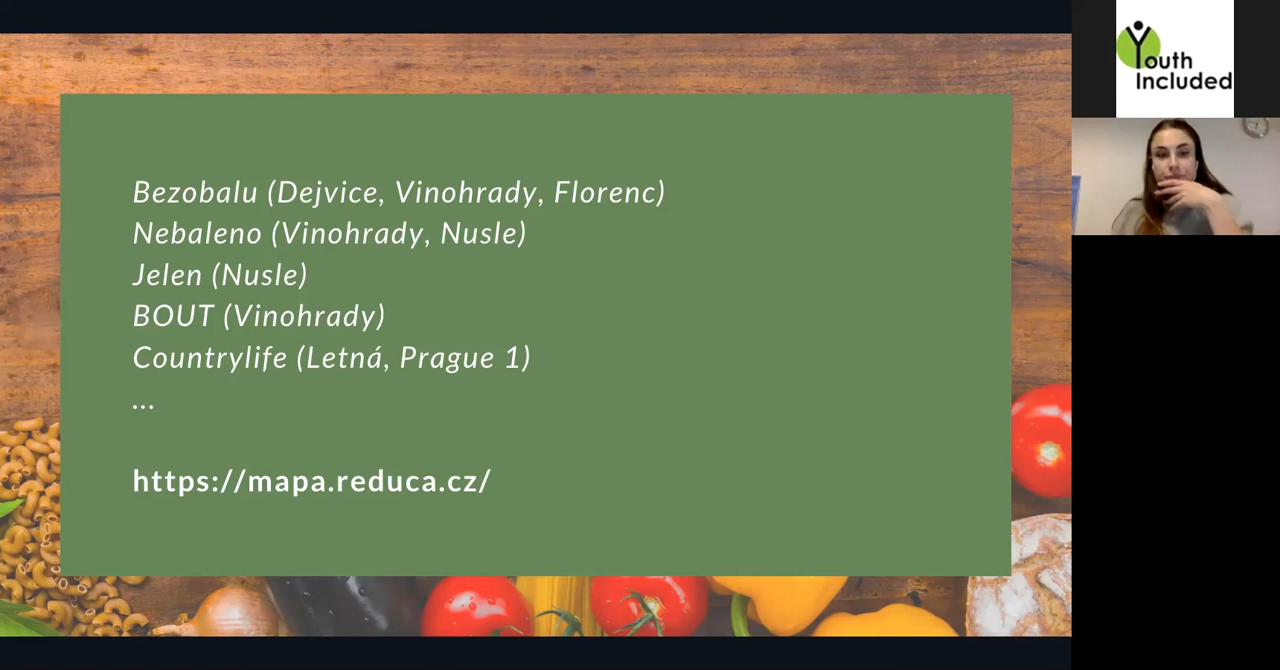 Bezobalu (Dejvice, Vinohrady, Florenc)
Nebaleno (Vinohrady, Nusle)
Jelen (Nusle)
BOUT (Vinohrady)
Countrylife (Letná, Prague 1)
...
https://mapa.reduca.cz/
Youth
Included